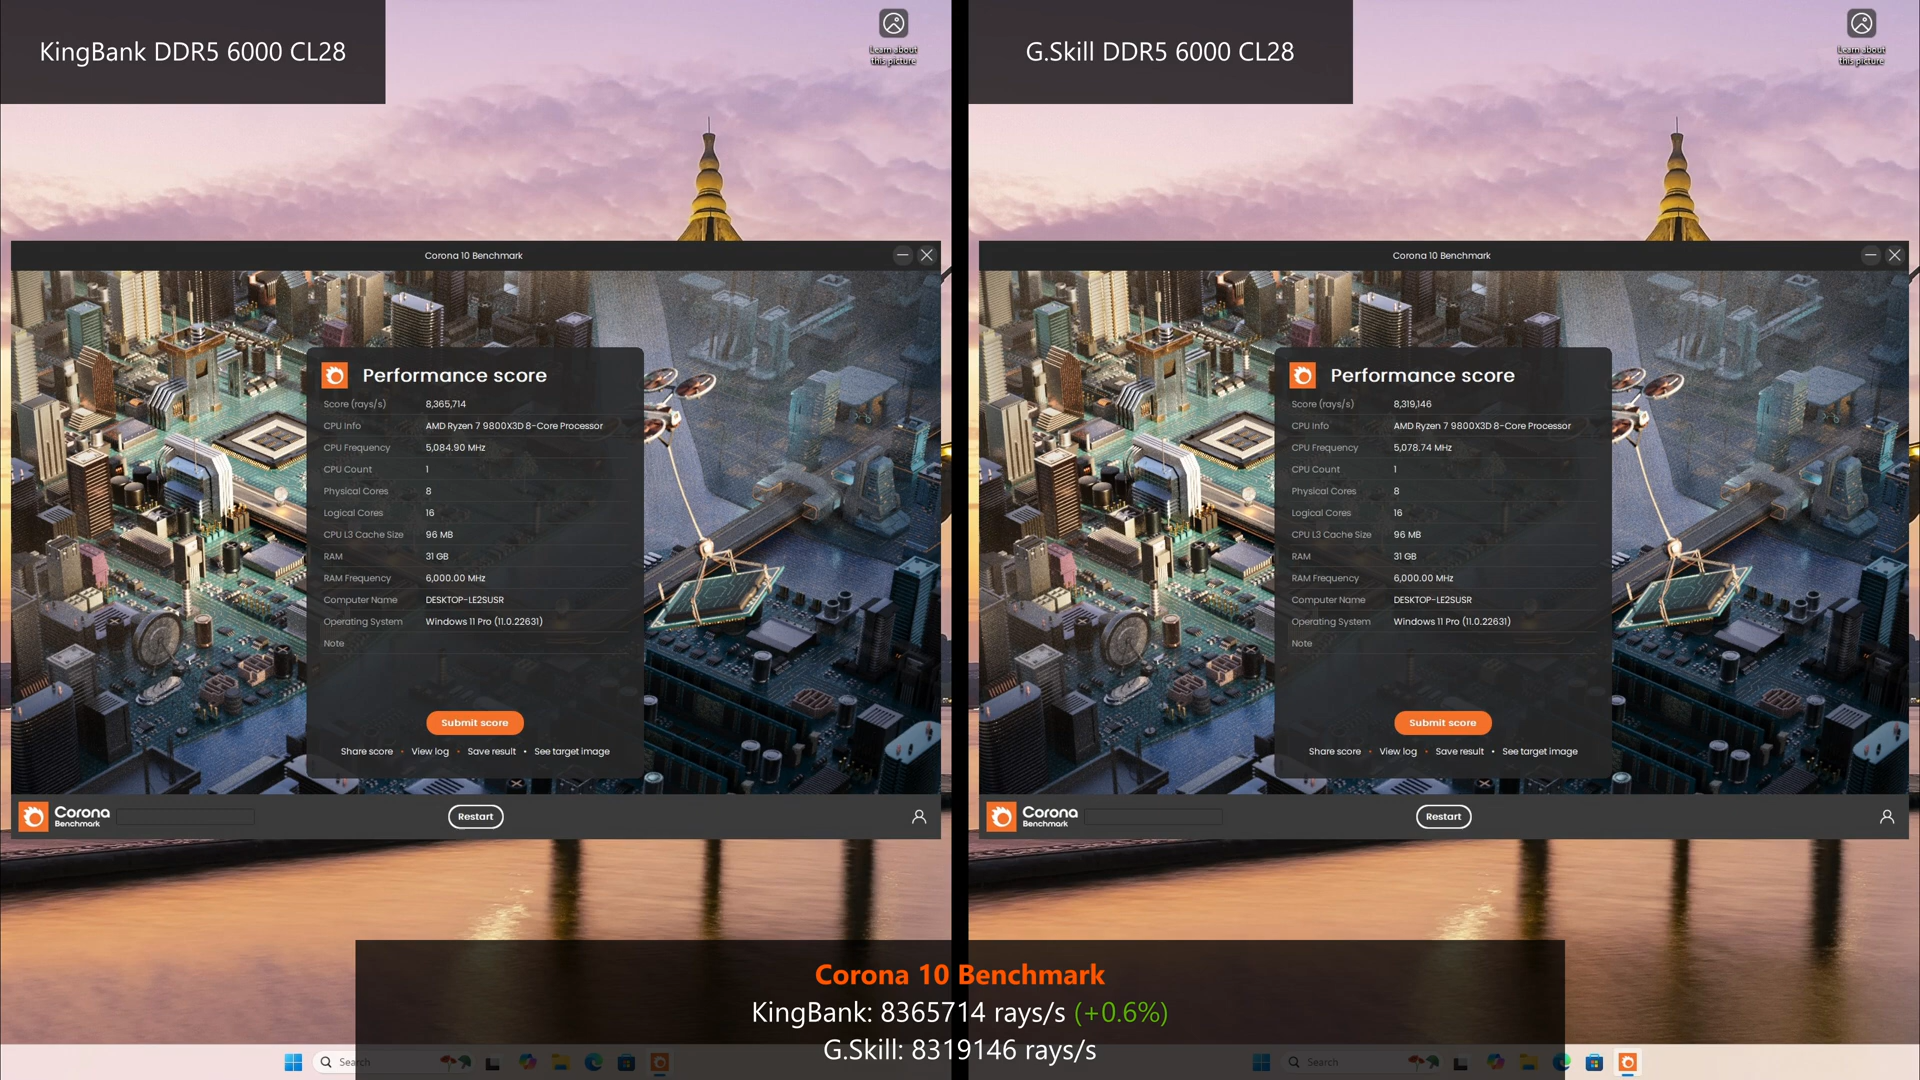 KingBank DDR5 6000 CL28
Learn about
this picture
Corona 10 Benchmark
Performance score
Score (rays/s) 8,365,714
CPU Info AMD Ryzen 7 9800X3D 8-Core Processor
CPU Frequency 5,084.90 MHz
CPU Count 1
Physical Cores 8
Logical Cores 16
CPU L3 Cache Size 96 MB
RAM 31 GB
RAM Frequency 6,000.00 MHz
Computer Name DESKTOP-LE2SUSR
Operating System Windows 11 Pro (11.0.22631)
Note
Submit score
Share score • View log • Save result • See target image
Corona
Benchmark
Restart
Search
G.Skill DDR5 6000 CL28
Learn about
this picture
Corona 10 Benchmark
Performance score
Score (rays/s) 8,319,146
CPU Info AMD Ryzen 7 9800X3D 8-Core Processor
CPU Frequency 5,078.74 MHz
CPU Count 1
Physical Cores 8
Logical Cores 16
CPU L3 Cache Size 96 MB
RAM 31 GB
RAM Frequency 6,000.00 MHz
Computer Name DESKTOP-LE2SUSR
Operating System Windows 11 Pro (11.0.22631)
Note
Submit score
Share score • View log • Save result • See target image
Corona
Benchmark
Restart
Search
Corona 10 Benchmark
KingBank: 8365714 rays/s (+0.6%)
G.Skill: 8319146 rays/s